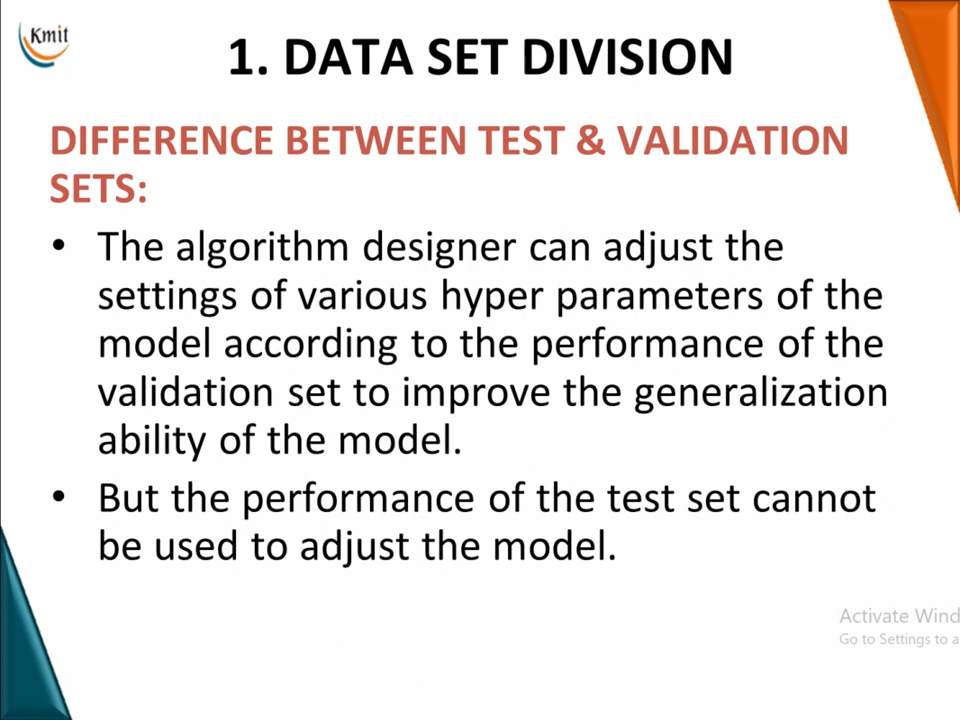 Kmit
1. DATA SET DIVISION
DIFFERENCE BETWEEN TEST & VALIDATION
SETS:
• The algorithm designer can adjust the
settings of various hyper parameters of the
model according to the performance of the
validation set to improve the generalization
ability of the model.
• But the performance of the test set cannot
be used to adjust the model.
Activate Wind
Go to Settings to a